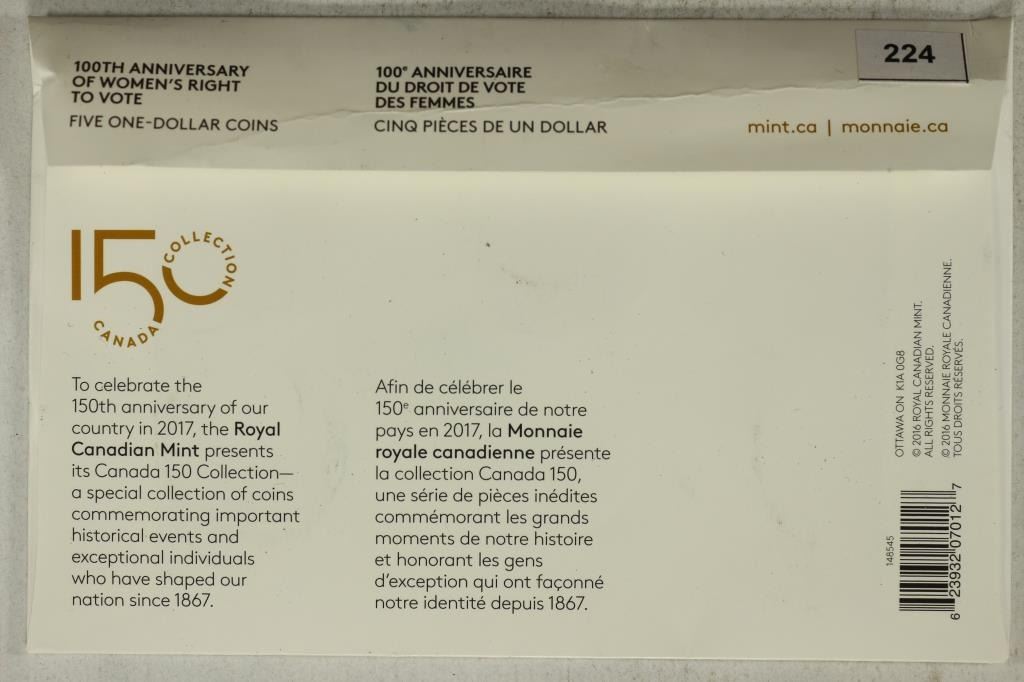 224
100TH ANNIVERSARY
OF WOMEN'S RIGHT
TO VOTE
FIVE ONE-DOLLAR COINS
100e ANNIVERSAIRE
DU DROIT DE VOTE
DES FEMMES
CINQ PIÈCES DE UN DOLLAR
mint.ca | monnaie.ca
150
COLLECTION
CANADA
To celebrate the
150th anniversary of our
country in 2017, the Royal
Canadian Mint presents
its Canada 150 Collection—
a special collection of coins
commemorating important
historical events and
exceptional individuals
who have shaped our
nation since 1867.
Afin de célébrer le
150e anniversaire de notre
pays en 2017, la Monnaie
royale canadienne présente
la collection Canada 150,
une série de pièces inédites
commémorant les grands
moments de notre histoire
et honorant les gens
d'exception qui ont façonné
notre identité depuis 1867.
OTTAWA ON K1A 0G8
© 2016 ROYAL CANADIAN MINT.
ALL RIGHTS RESERVED.
© 2016 MONNAIE ROYALE CANADIENNE.
TOUS DROITS RÉSERVÉS.
148545
6 23932 07012 7